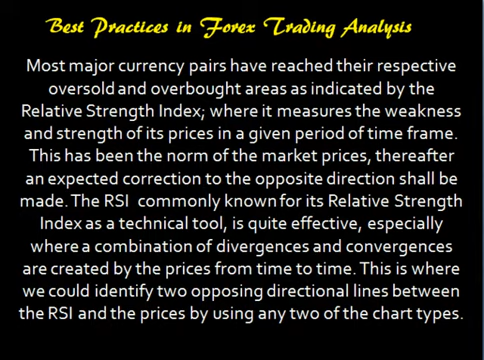 Best Practices in Forex Trading Analysis
Most major currency pairs have reached their respective
oversold and overbought areas as indicated by the
Relative Strength Index; where it measures the weakness
and strength of its prices in a given period of time frame.
This has been the norm of the market prices, thereafter
an expected correction to the opposite direction shall be
made. The RSI commonly known for its Relative Strength
Index as a technical tool, is quite effective, especially
where a combination of divergences and convergences
are created by the prices from time to time. This is where
we could identify two opposing directional lines between
the RSI and the prices by using any two of the chart types.